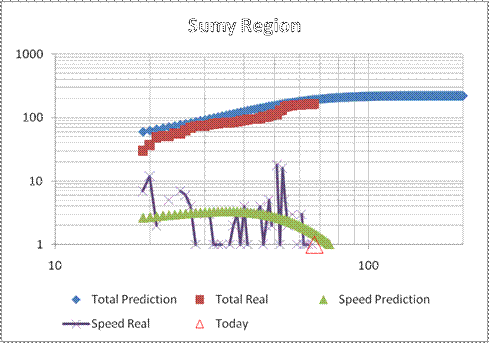 Sumy Region
1000
100
10
1
10
100
Total Prediction
Total Real
Speed Prediction
Speed Real
Today